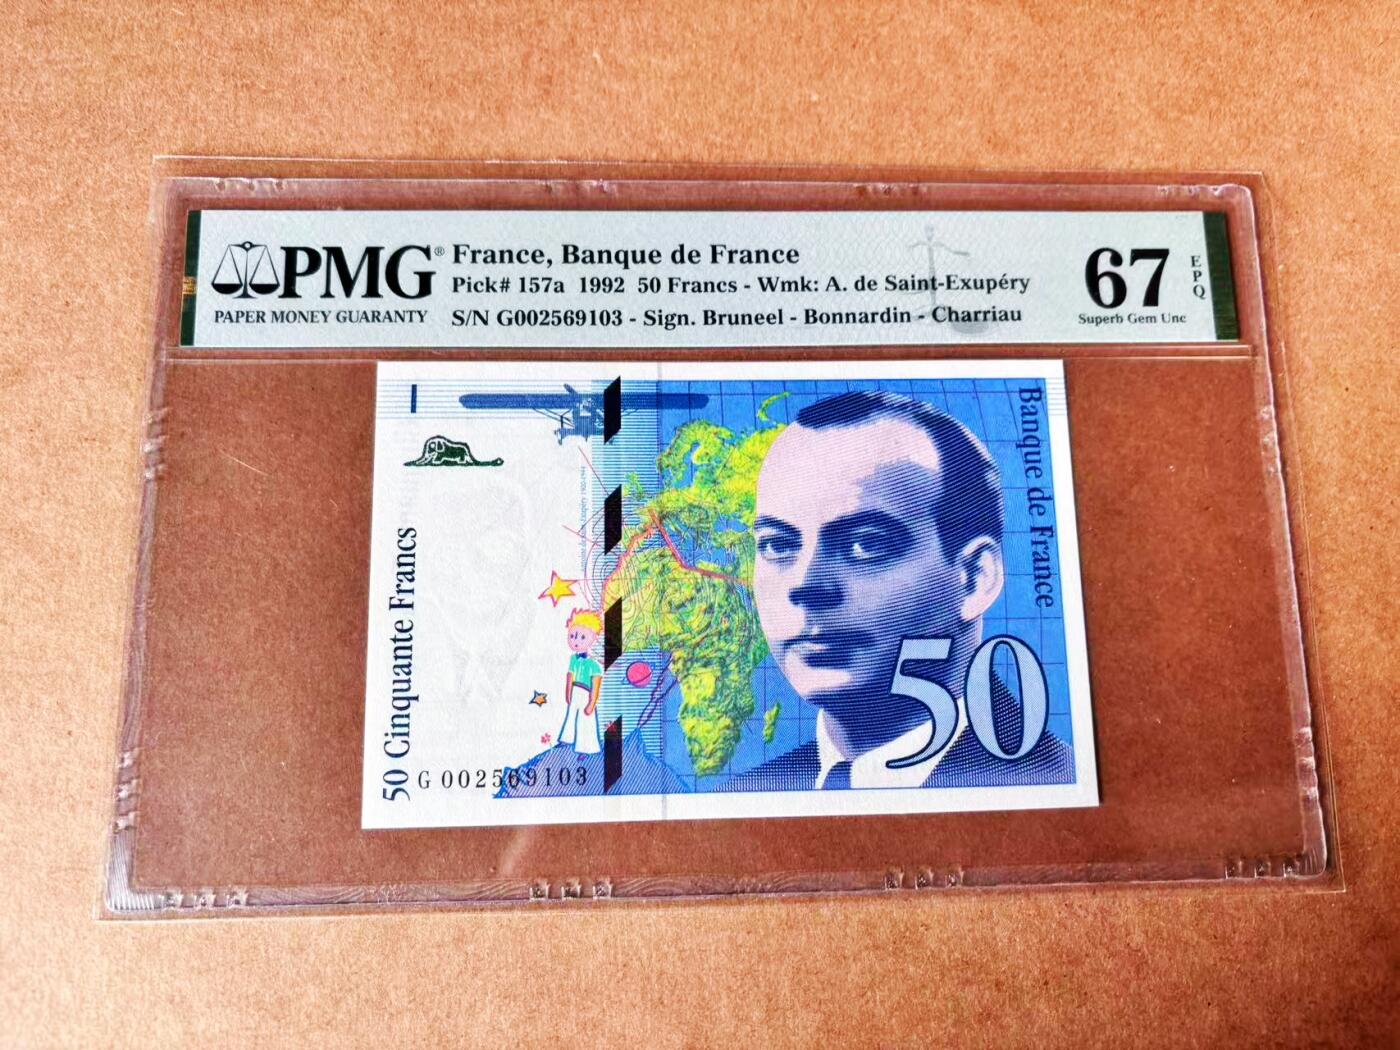 PMG®
PAPER MONEY GUARANTY
France, Banque de France
Pick# 157a 1992 50 Francs - Wmk: A. de Saint-Exupéry
S/N G002569103 - Sign. Bruneel - Bonnardin - Charriau
67
EPQ
Superb Gem Unc
50 Cinquante Francs
G 002569103
Banque de France
50